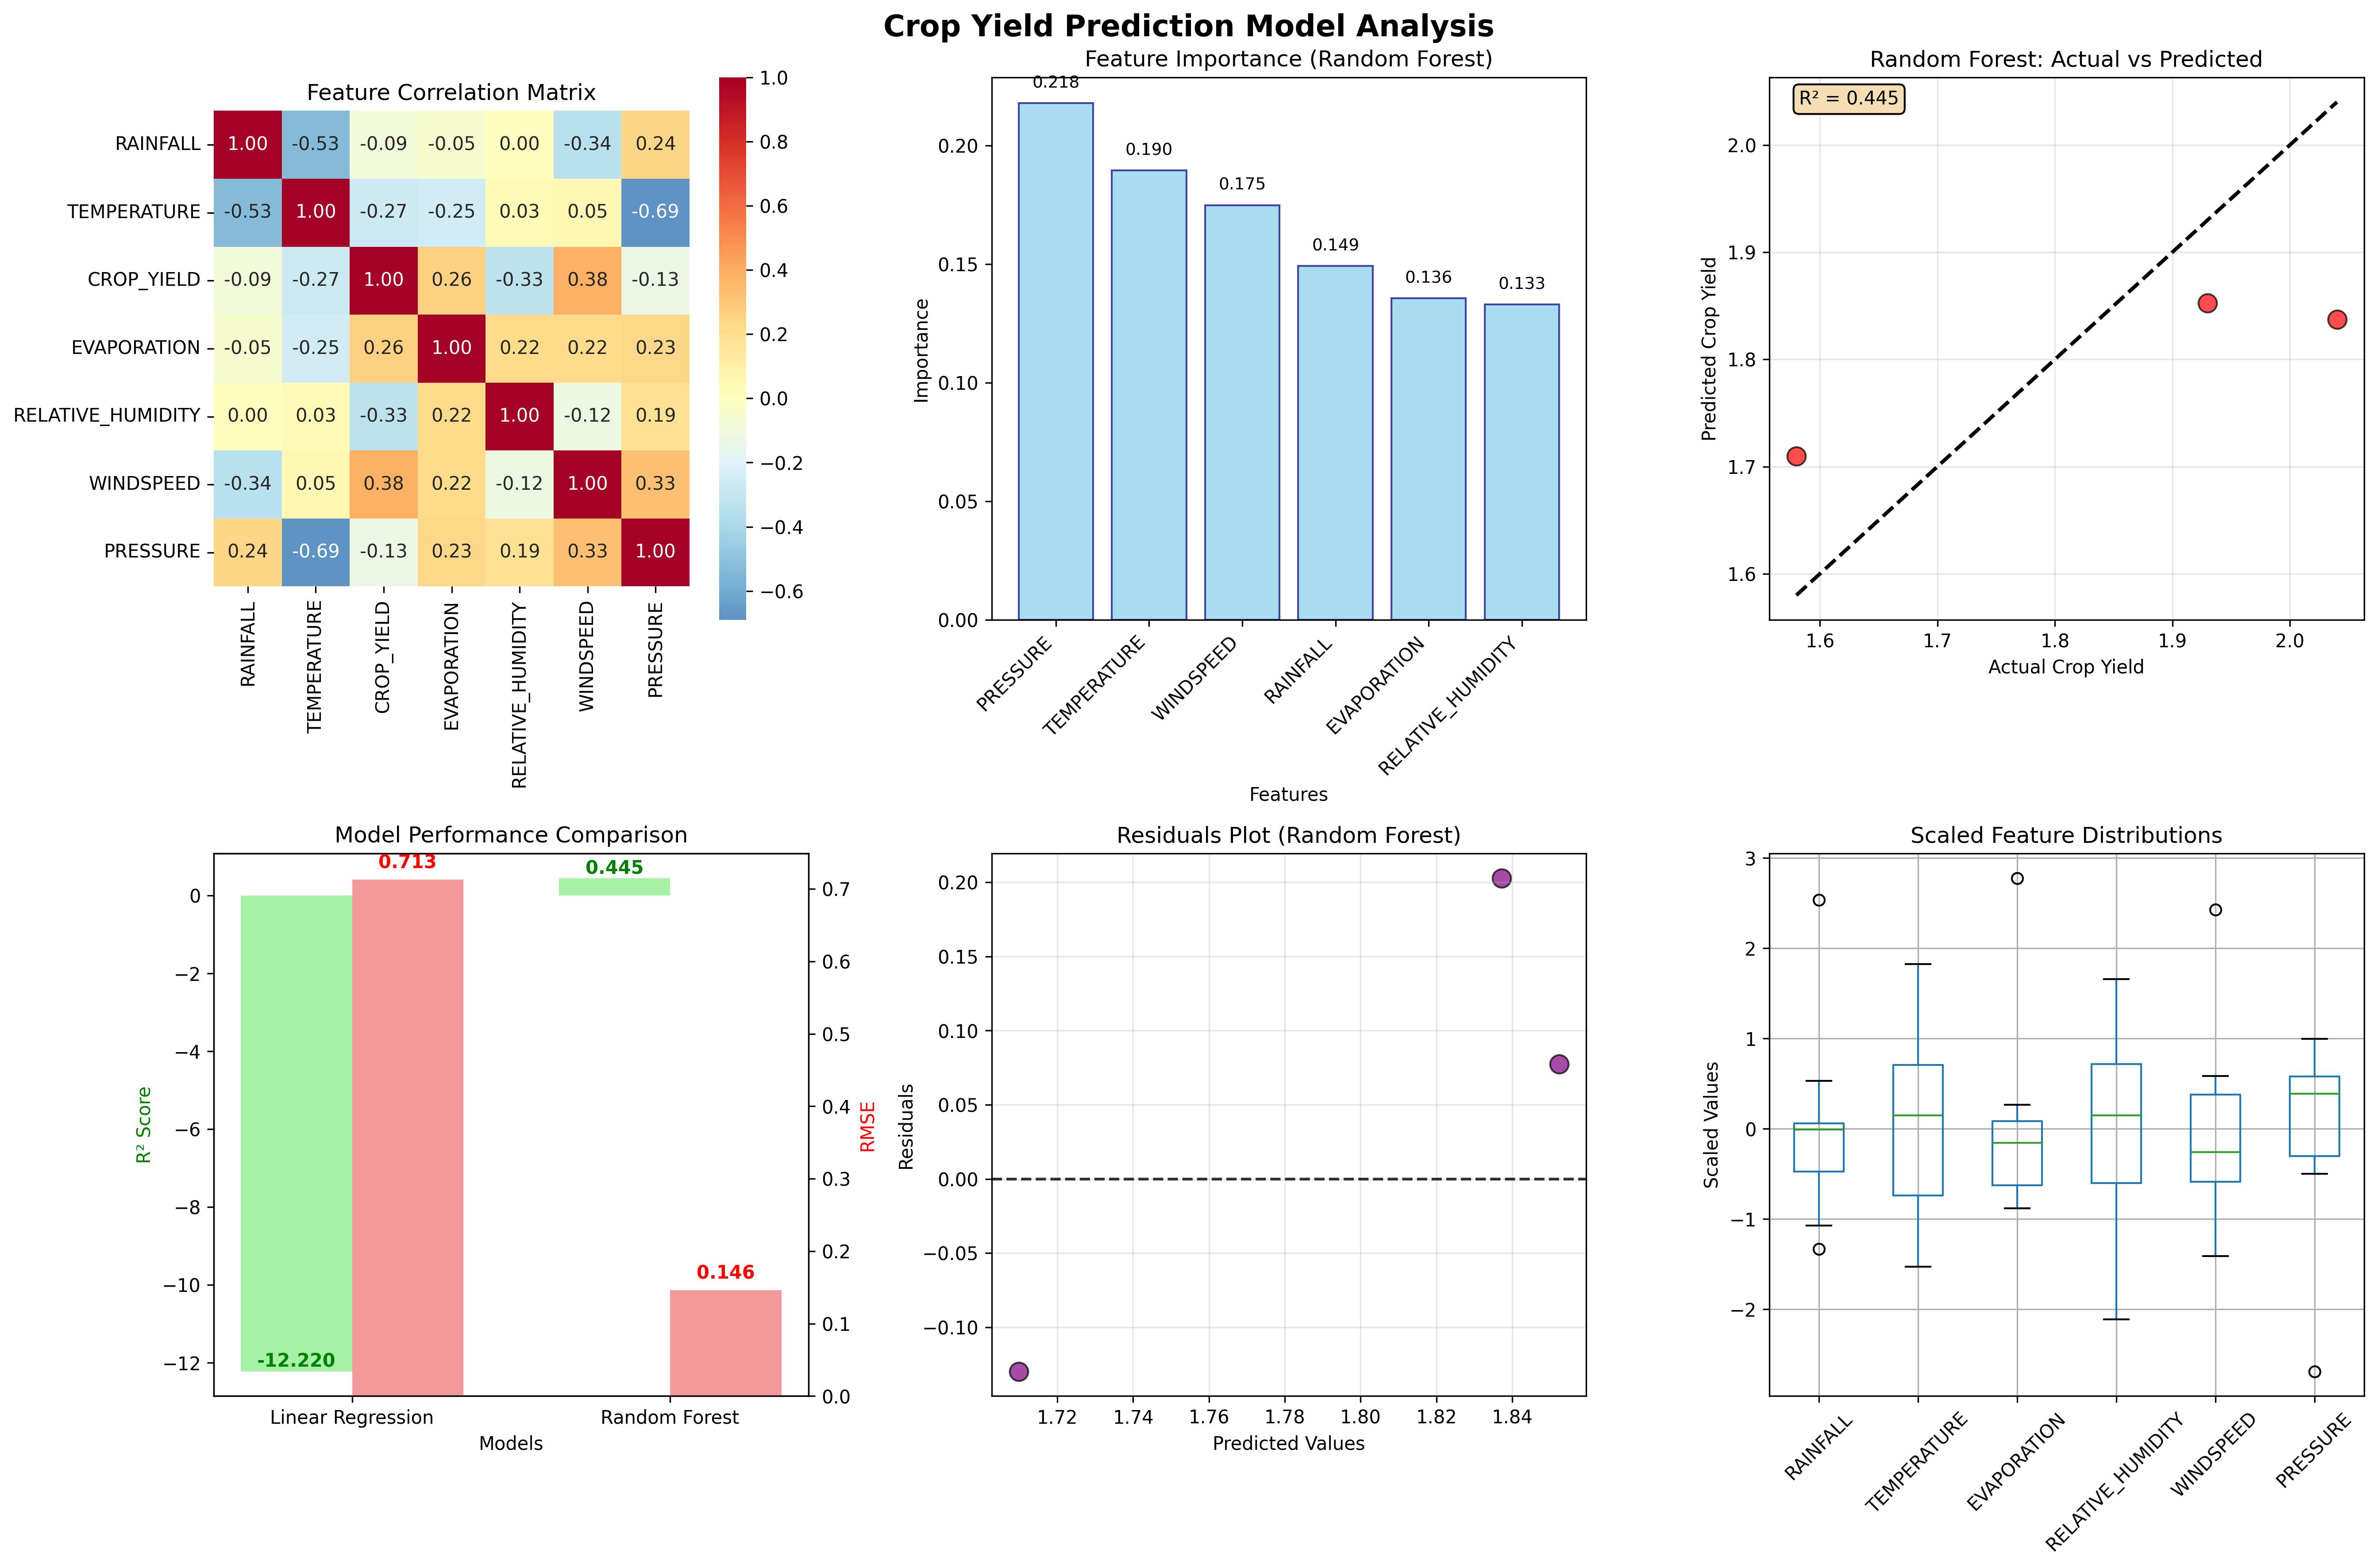 Crop Yield Prediction Model Analysis
Feature Correlation Matrix
RAINFALL
TEMPERATURE
CROP_YIELD
EVAPORATION
RELATIVE_HUMIDITY
WINDSPEED
PRESSURE
1.00 -0.53 -0.09 -0.05 0.00 -0.34 0.24
-0.53 1.00 -0.27 -0.25 0.03 0.05 -0.69
-0.09 -0.27 1.00 0.26 -0.33 0.38 -0.13
-0.05 -0.25 0.26 1.00 0.22 0.22 0.23
0.00 0.03 -0.33 0.22 1.00 -0.12 0.19
-0.34 0.05 0.38 0.22 -0.12 1.00 0.33
0.24 -0.69 -0.13 0.23 0.19 0.33 1.00
RAINFALL
TEMPERATURE
CROP_YIELD
EVAPORATION
RELATIVE_HUMIDITY
WINDSPEED
PRESSURE
1.0
0.8
0.6
0.4
0.2
0.0
−0.2
−0.4
−0.6
Feature Importance (Random Forest)
Importance
0.20
0.15
0.10
0.05
0.00
0.218
0.190
0.175
0.149
0.136
0.133
PRESSURE
TEMPERATURE
WINDSPEED
RAINFALL
EVAPORATION
RELATIVE_HUMIDITY
Features
Random Forest: Actual vs Predicted
R² = 0.445
Predicted Crop Yield
2.0
1.9
1.8
1.7
1.6
1.6 1.7 1.8 1.9 2.0
Actual Crop Yield
Model Performance Comparison
R² Score
0
−2
−4
−6
−8
−10
−12
0.713
0.445
-12.220
0.146
0.7
0.6
0.5
0.4
0.3
0.2
0.1
0.0
RMSE
Linear Regression Random Forest
Models
Residuals Plot (Random Forest)
Residuals
0.20
0.15
0.10
0.05
0.00
−0.05
−0.10
1.72 1.74 1.76 1.78 1.80 1.82 1.84
Predicted Values
Scaled Feature Distributions
Scaled Values
3
2
1
0
−1
−2
RAINFALL
TEMPERATURE
EVAPORATION
RELATIVE_HUMIDITY
WINDSPEED
PRESSURE